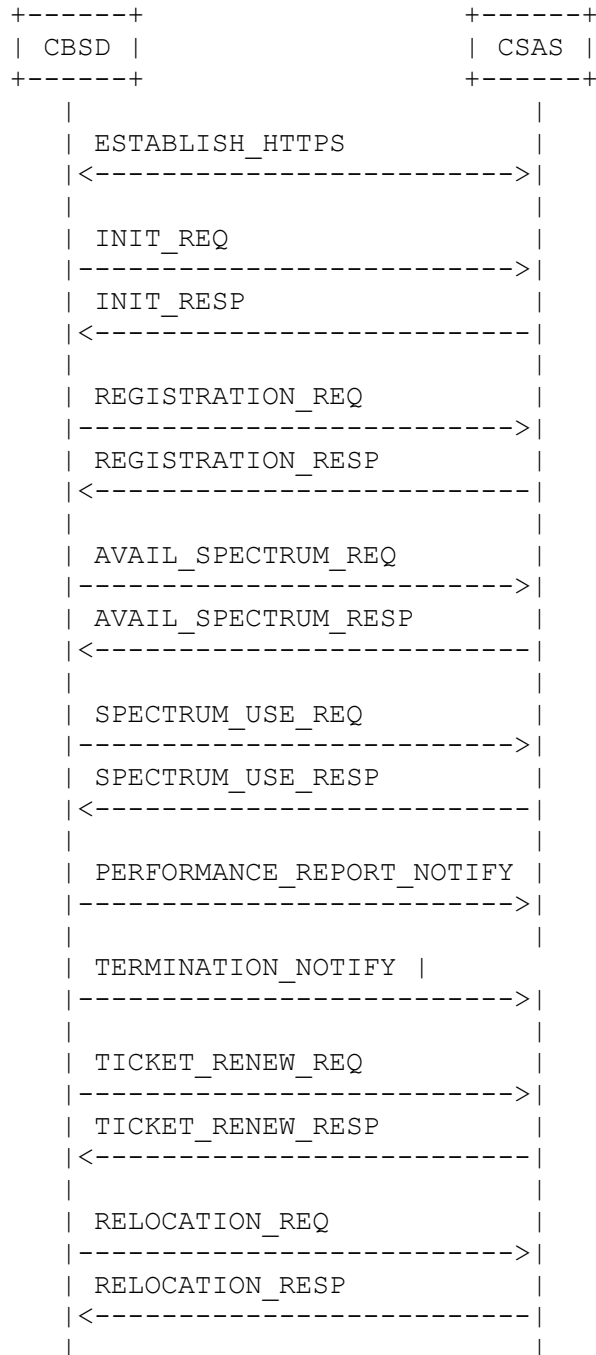 +------+ +------+
| CBSD | | CSAS |
+------+ +------+
| |
| ESTABLISH_HTTPS |
|<------------------------->|
| |
| INIT_REQ |
|-------------------------->|
| INIT_RESP |
|<--------------------------|
| |
| REGISTRATION_REQ |
|-------------------------->|
| REGISTRATION_RESP |
|<--------------------------|
| |
| AVAIL_SPECTRUM_REQ |
|-------------------------->|
| AVAIL_SPECTRUM_RESP |
|<--------------------------|
| |
| SPECTRUM_USE_REQ |
|-------------------------->|
| SPECTRUM_USE_RESP |
|<--------------------------|
| |
| PERFORMANCE_REPORT_NOTIFY |
|-------------------------->|
| |
| TERMINATION_NOTIFY |
|-------------------------->|
| |
| TICKET_RENEW_REQ |
|-------------------------->|
| TICKET_RENEW_RESP |
|<--------------------------|
| |
| RELOCATION_REQ |
|-------------------------->|
| RELOCATION_RESP |
|<--------------------------|
| |